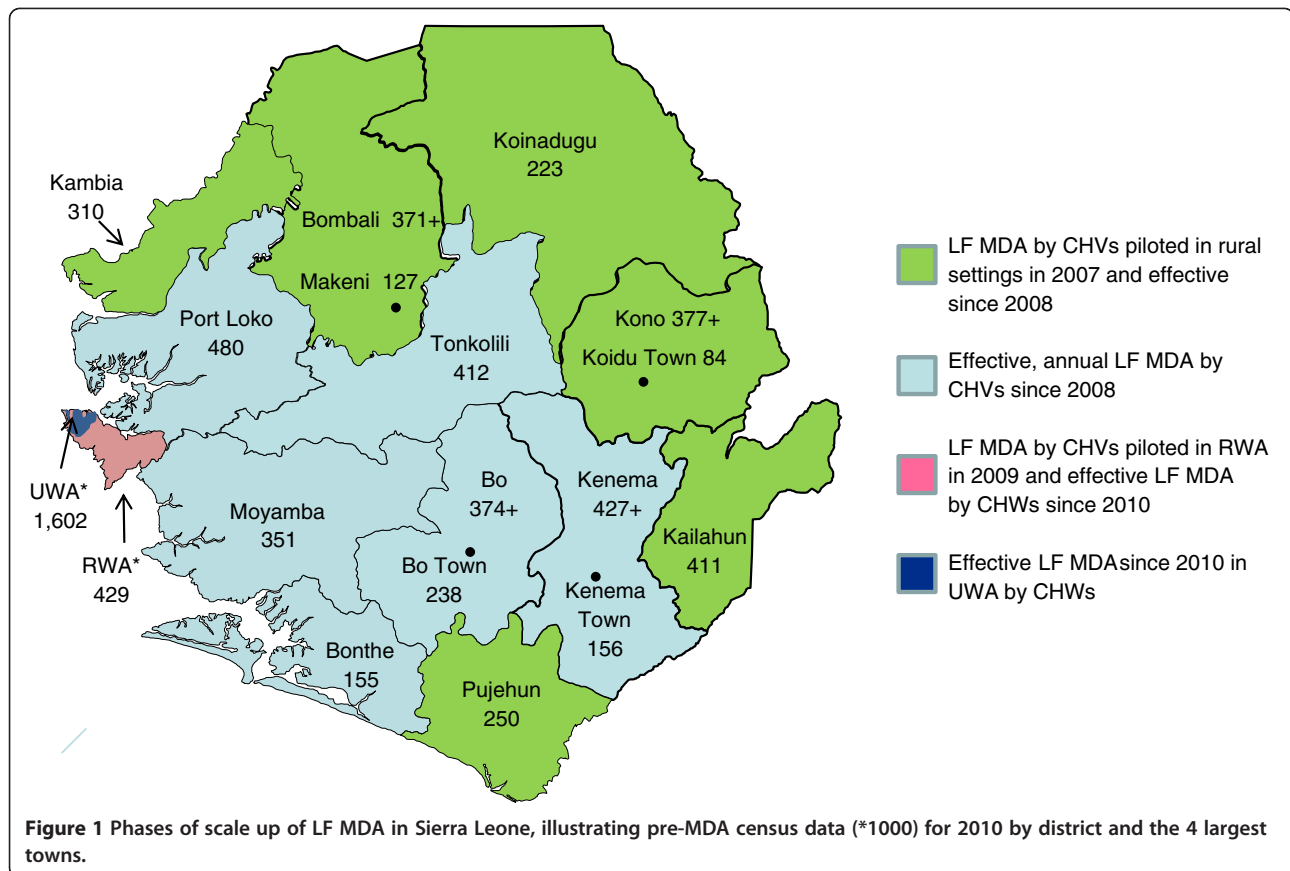 Koinadugu
223
Kambia
310
Bombali 371+
Makeni 127
Port Loko
480
Tonkolili
412
Kono 377+
Koidu Town 84
UWA*
1,602
RWA*
429
Moyamba
351
Bo
374+
Bo Town
238
Kenema
427+
Kenema
Town
156
Kailahun
411
Bonthe
155
Pujehun
250
LF MDA by CHVs piloted in rural
settings in 2007 and effective
since 2008
Effective, annual LF MDA by
CHVs since 2008
LF MDA by CHVs piloted in RWA
in 2009 and effective LF MDA
by CHWs since 2010
Effective LF MDAsince 2010 in
UWA by CHWs
Figure 1 Phases of scale up of LF MDA in Sierra Leone, illustrating pre-MDA census data (*1000) for 2010 by district and the 4 largest
towns.